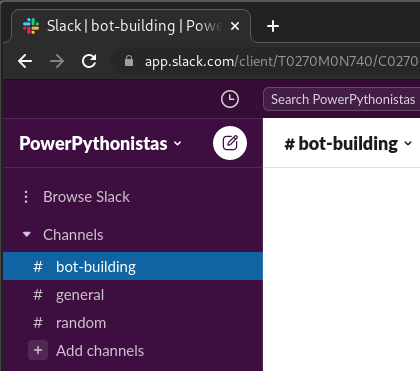 Slack | bot-building | Powe
app.slack.com/client/T0270M0N740/C0270
Search PowerPythonistas
PowerPythonistas
# bot-building
Browse Slack
Channels
# bot-building
# general
# random
+ Add channels